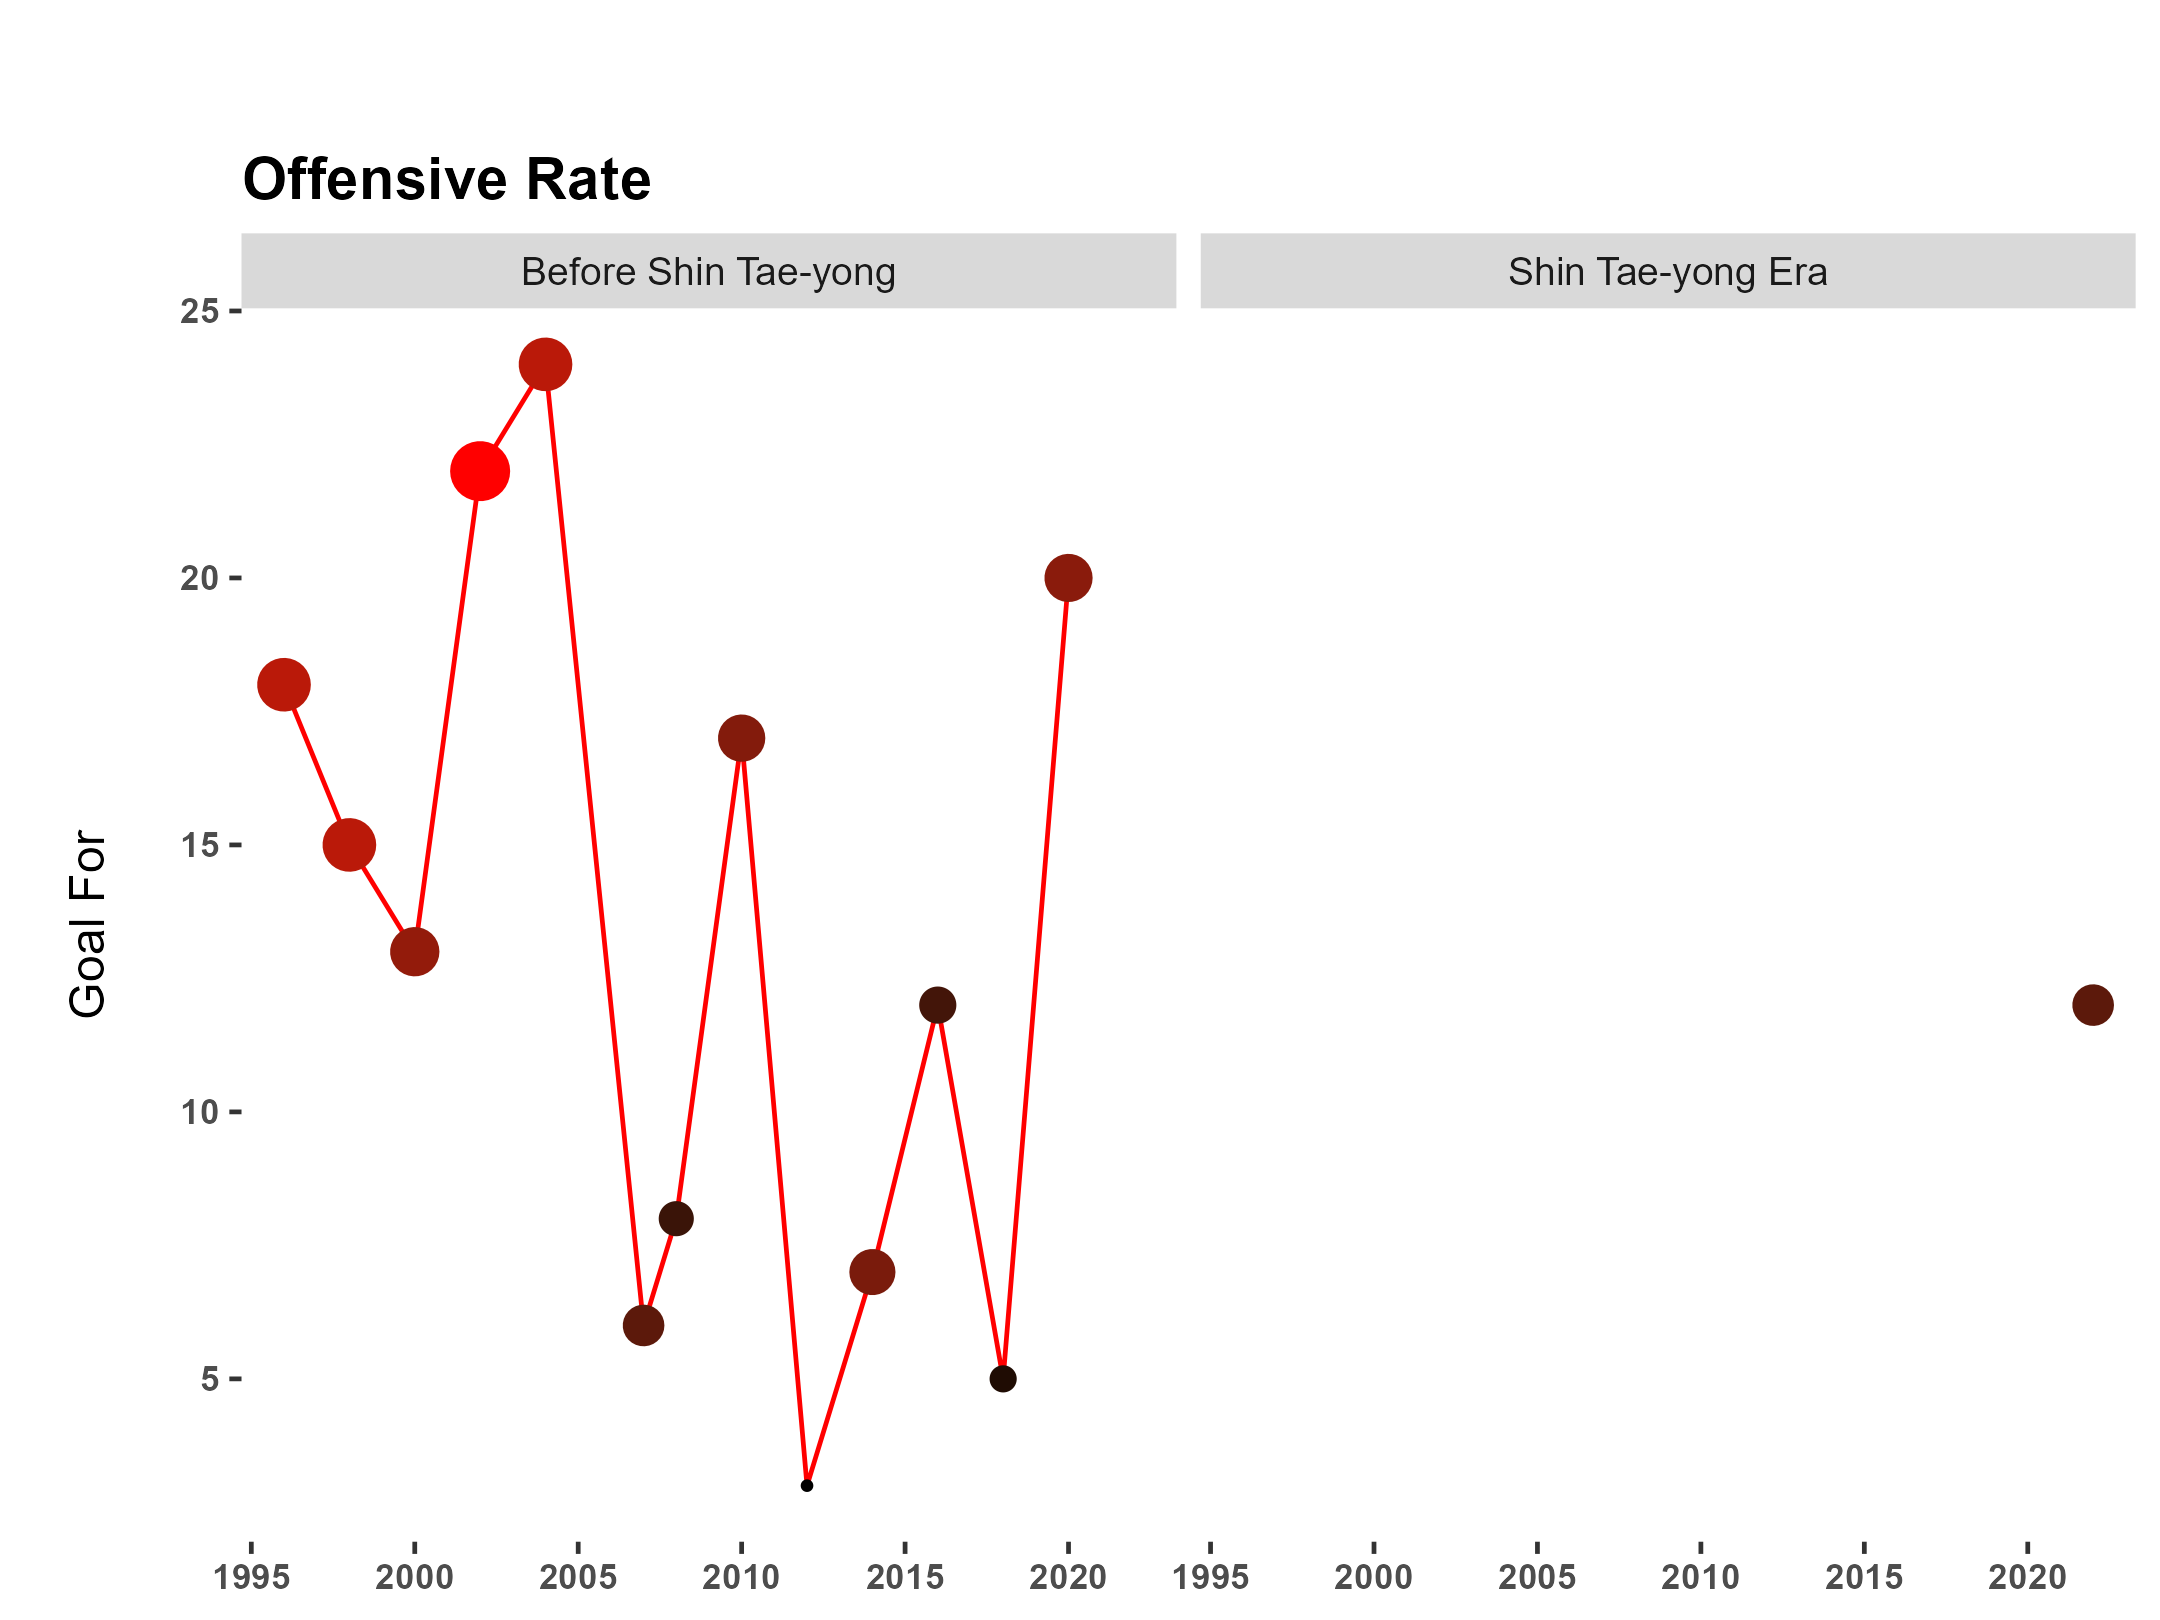 Offensive Rate
Before Shin Tae-yong
Shin Tae-yong Era
25
20
15
10
5
Goal For
1995 2000 2005 2010 2015 2020 1995 2000 2005 2010 2015 2020